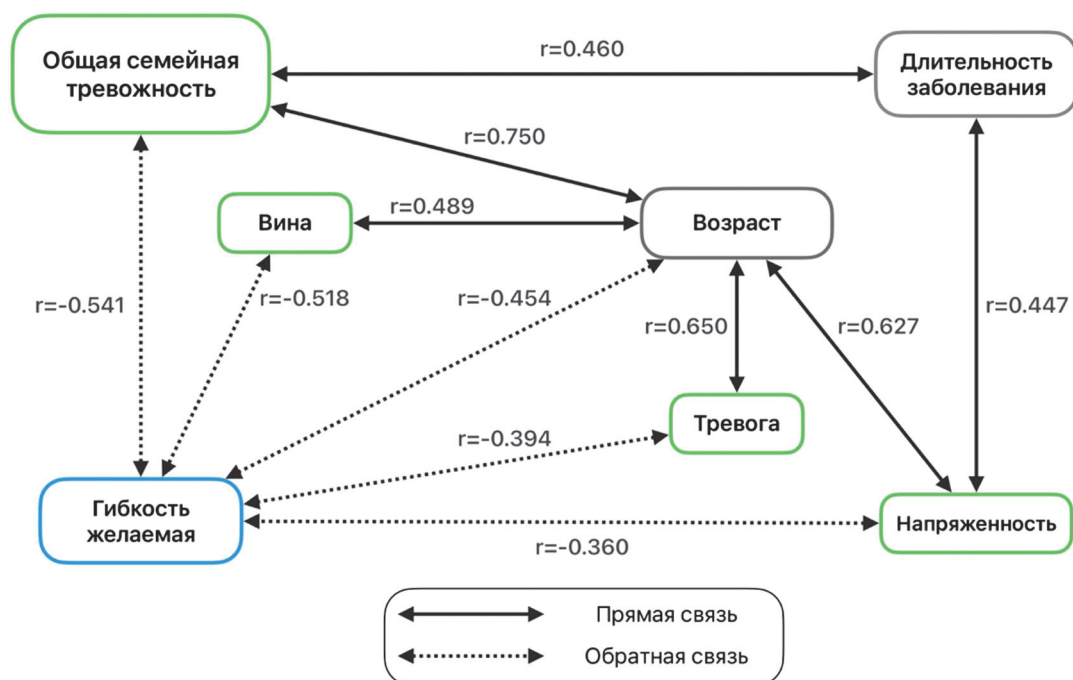 Общая семейная
тревожность
r=0.460
Длительность
заболевания
r=0.750
Вина
r=0.489
Возраст
r=-0.541
r=-0.518
r=-0.454
r=0.650
r=0.627
r=0.447
Тревога
r=-0.394
Гибкость
желаемая
r=-0.360
Напряженность
Прямая связь
Обратная связь